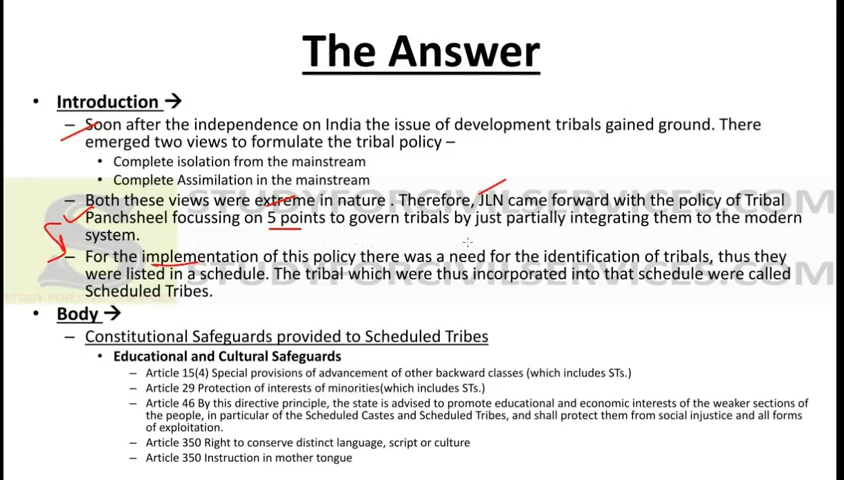 The Answer
• Introduction →
– Soon after the independence on India the issue of development tribals gained ground. There
emerged two views to formulate the tribal policy –
• Complete isolation from the mainstream
• Complete Assimilation in the mainstream
– Both these views were extreme in nature . Therefore, JLN came forward with the policy of Tribal
Panchsheel focussing on 5 points to govern tribals by just partially integrating them to the modern
system.
– For the implementation of this policy there was a need for the identification of tribals, thus they
were listed in a schedule. The tribal which were thus incorporated into that schedule were called
Scheduled Tribes.
• Body →
– Constitutional Safeguards provided to Scheduled Tribes
• Educational and Cultural Safeguards
– Article 15(4) Special provisions of advancement of other backward classes (which includes STs.)
– Article 29 Protection of interests of minorities(which includes STs.)
– Article 46 By this directive principle, the state is advised to promote educational and economic interests of the weaker sections of
the people, in particular of the Scheduled Castes and Scheduled Tribes, and shall protect them from social injustice and all forms
of exploitation.
– Article 350 Right to conserve distinct language, script or culture
– Article 350 Instruction in mother tongue
STUDYFORCIVILSERVICES.COM
STUDYFORCIVILSERVICES.COM